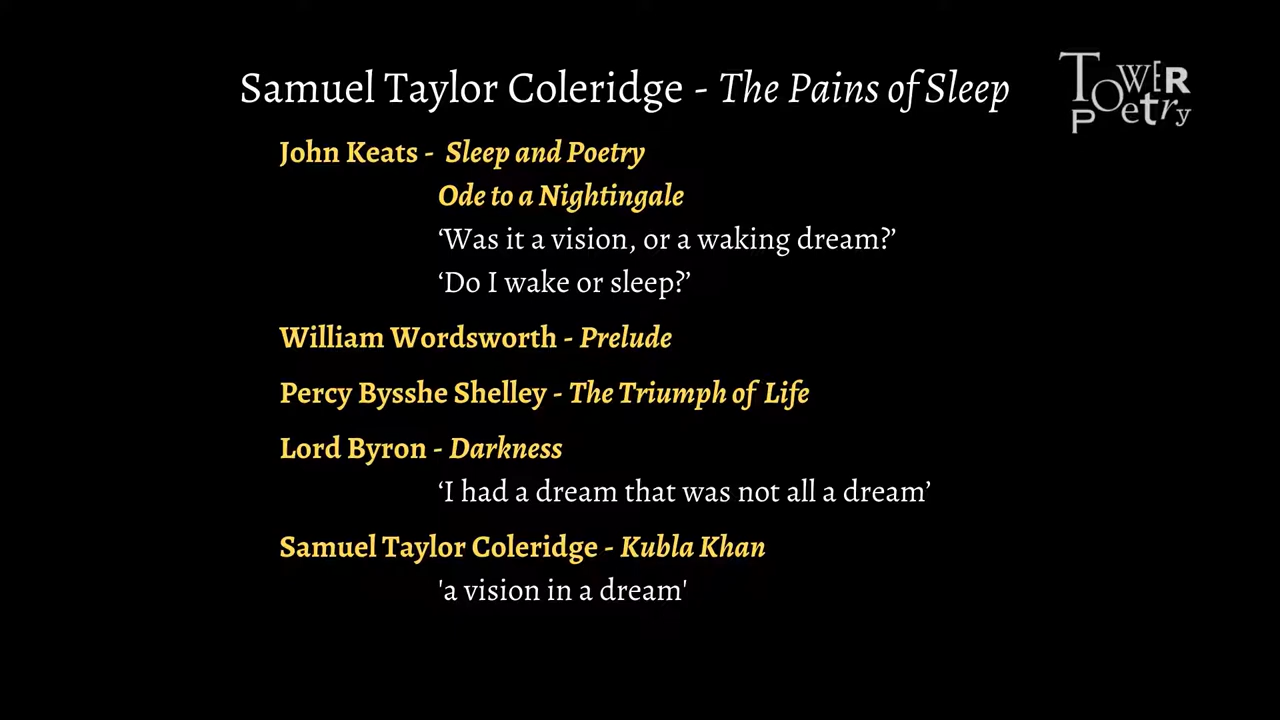 Samuel Taylor Coleridge - The Pains of Sleep
TOWER
Poetry
John Keats - Sleep and Poetry
Ode to a Nightingale
‘Was it a vision, or a waking dream?’
‘Do I wake or sleep?’
William Wordsworth - Prelude
Percy Bysshe Shelley - The Triumph of Life
Lord Byron - Darkness
‘I had a dream that was not all a dream’
Samuel Taylor Coleridge - Kubla Khan
'a vision in a dream'